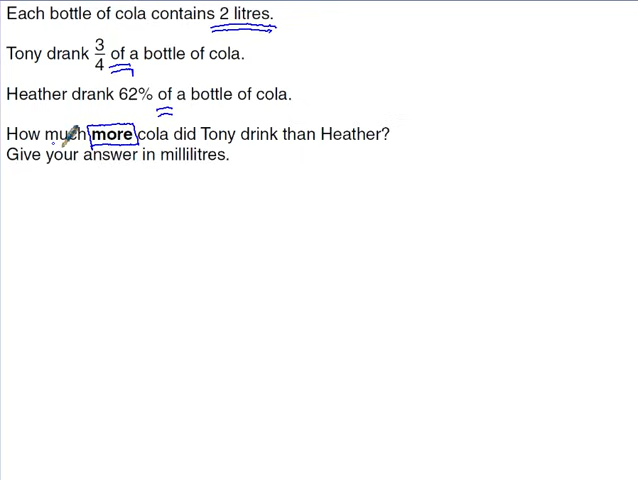 Each bottle of cola contains 2 litres.
Tony drank 3/4 of a bottle of cola.
Heather drank 62% of a bottle of cola.
How much more cola did Tony drink than Heather?
Give your answer in millilitres.